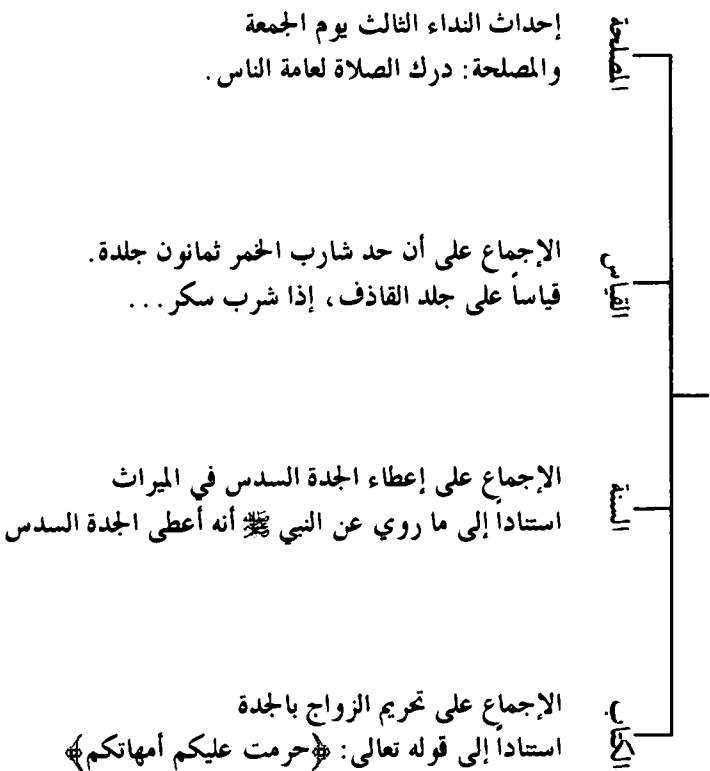 المصلحة
إحداث النداء الثالث يوم الجمعة
والمصلحة: درك الصلاة لعامة الناس.
القياس
الإجماع على أن حد شارب الخمر ثمانون جلدة.
قياساً على جلد القاذف، إذا شرب سكر...
السنة
الإجماع على إعطاء الجدة السدس في الميراث
استناداً إلى ما روي عن النبي ﷺ أنه أعطى الجدة السدس
الكتاب
الإجماع على تحريم الزواج بالجدة
استناداً إلى قوله تعالى: ﴿حرمت عليكم أمهاتكم﴾